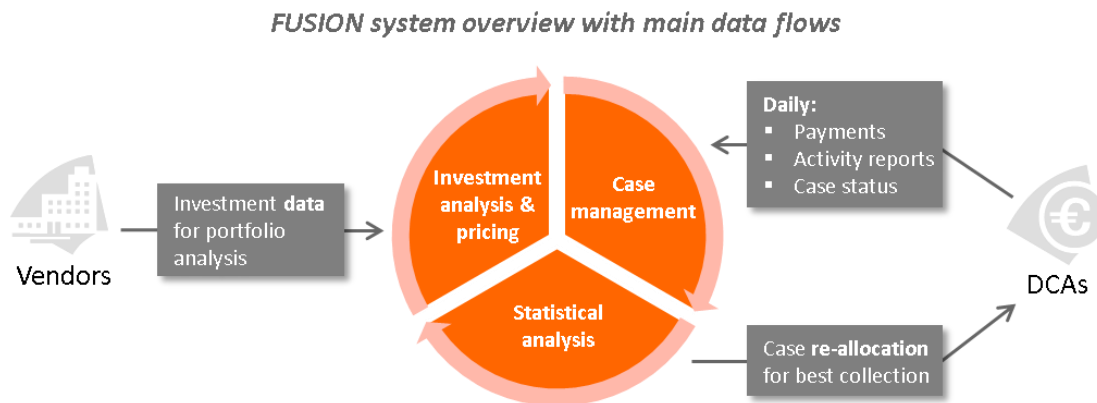 FUSION system overview with main data flows
Vendors
Investment data
for portfolio
analysis
Investment
analysis &
pricing
Case
management
Statistical
analysis
Daily:
▪ Payments
▪ Activity reports
▪ Case status
DCAs
Case re-allocation
for best collection